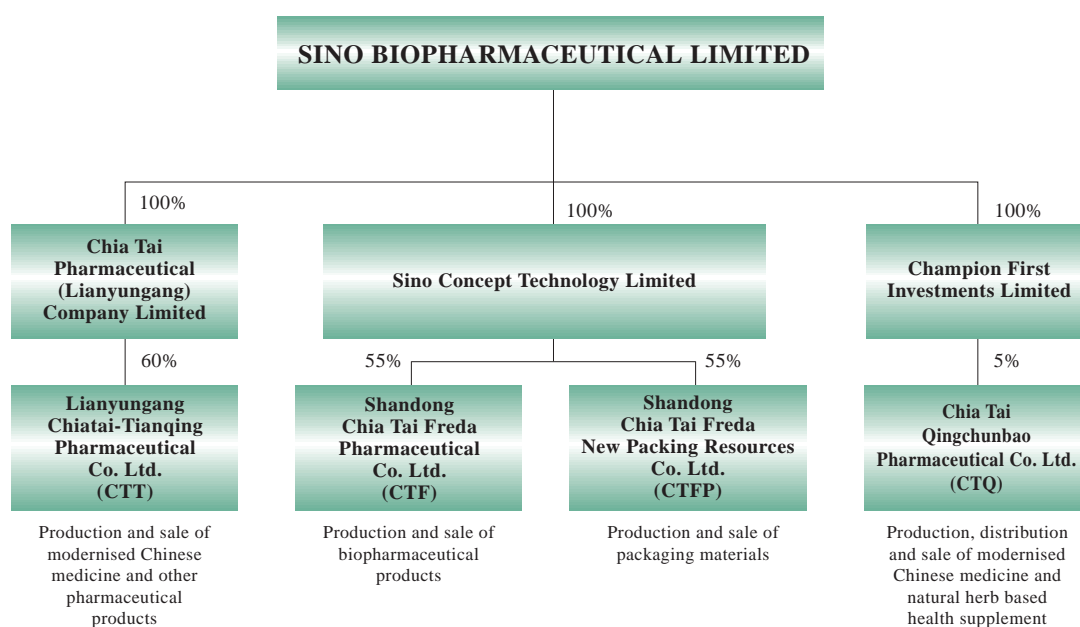 SINO BIOPHARMACEUTICAL LIMITED
100%
100%
100%
Chia Tai
Pharmaceutical
(Lianyungang)
Company Limited
Sino Concept Technology Limited
Champion First
Investments Limited
60%
55%
55%
5%
Lianyungang
Chiatai-Tianqing
Pharmaceutical
Co. Ltd.
(CTT)
Shandong
Chia Tai Freda
Pharmaceutical
Co. Ltd.
(CTF)
Shandong
Chia Tai Freda
New Packing Resources
Co. Ltd.
(CTFP)
Chia Tai
Qingchunbao
Pharmaceutical Co. Ltd.
(CTQ)
Production and sale of
modernised Chinese
medicine and other
pharmaceutical
products
Production and sale of
biopharmaceutical
products
Production and sale of
packaging materials
Production, distribution
and sale of modernised
Chinese medicine and
natural herb based
health supplement